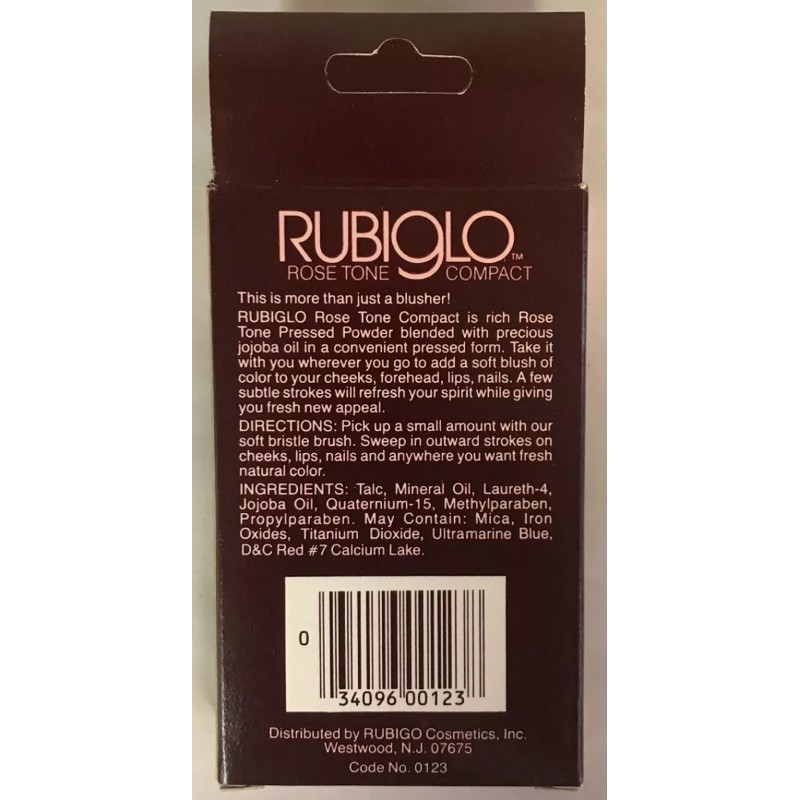 RUBIGLO™
ROSE TONE COMPACT
This is more than just a blusher!
RUBIGLO Rose Tone Compact is rich Rose
Tone Pressed Powder blended with precious
jojoba oil in a convenient pressed form. Take it
with you wherever you go to add a soft blush of
color to your cheeks, forehead, lips, nails. A few
subtle strokes will refresh your spirit while giving
you fresh new appeal.
DIRECTIONS: Pick up a small amount with our
soft bristle brush. Sweep in outward strokes on
cheeks, lips, nails and anywhere you want fresh
natural color.
INGREDIENTS: Talc, Mineral Oil, Laureth-4,
Jojoba Oil, Quaternium-15, Methylparaben,
Propylparaben. May Contain: Mica, Iron
Oxides, Titanium Dioxide, Ultramarine Blue,
D&C Red #7 Calcium Lake.
0
34096 00123
Distributed by RUBIGO Cosmetics, Inc.
Westwood, N.J. 07675
Code No. 0123